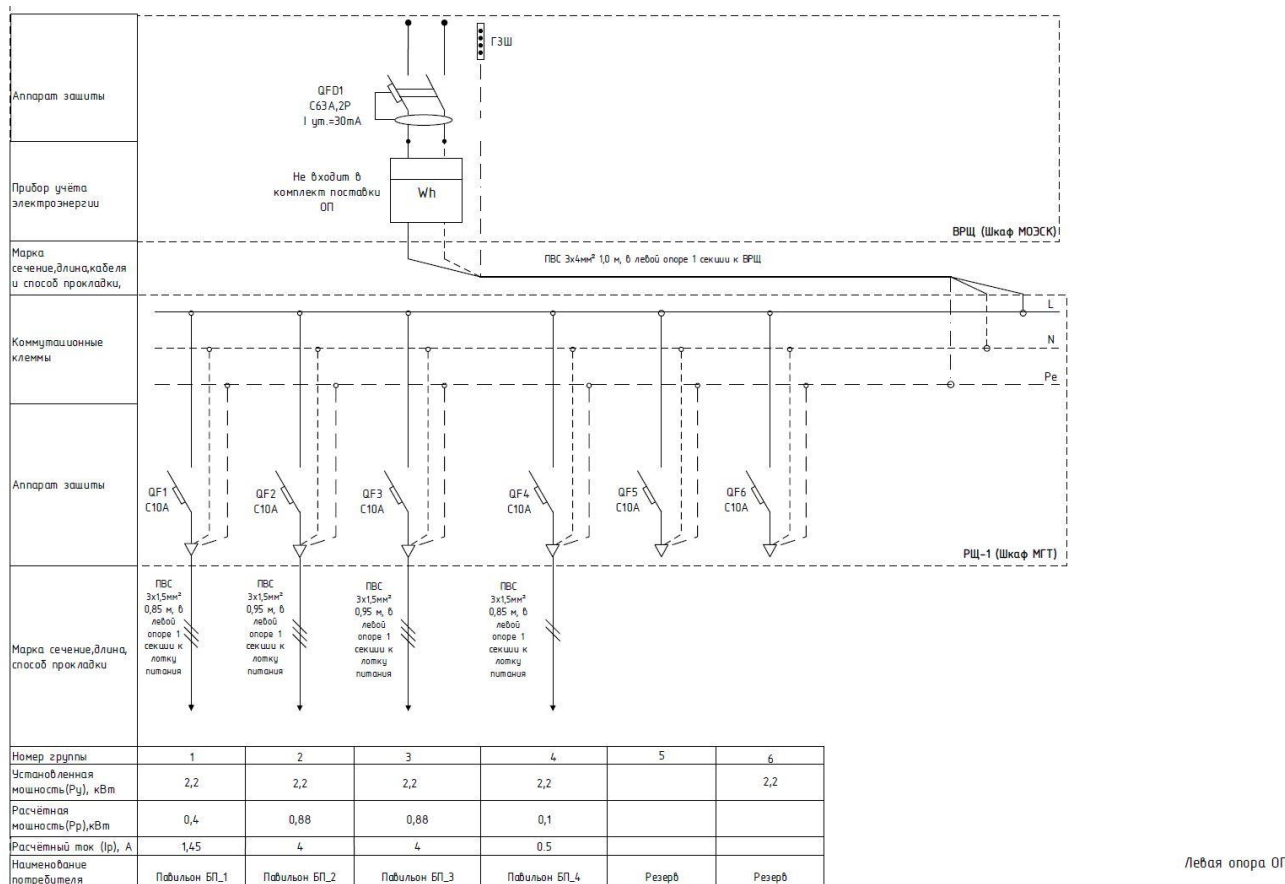 Аппарат защиты
ГЗШ
QFD1
C63A,2P
I ут.=30mA
Прибор учёта
электроэнергии
Не входит в
комплект поставки
ОП
Wh
ВРЩ (Шкаф МОЭСК)
Марка
сечение,длина,кабеля
и способ прокладки,
ПВС 3х4мм² 1,0 м, в левой опоре 1 секции к ВРЩ
Коммутационные
клеммы
L
N
Pe
Аппарат защиты
QF1
C10A
QF2
C10A
QF3
C10A
QF4
C10A
QF5
C10A
QF6
C10A
РЩ-1 (Шкаф МГТ)
Марка сечение,длина,
способ прокладки
ПВС
3х1,5мм²
0,85 м, в
левой
опоре 1
секции к
лотку
питания
ПВС
3х1,5мм²
0,95 м, в
левой
опоре 1
секции к
лотку
питания
ПВС
3х1,5мм²
0,95 м, в
левой
опоре 1
секции к
лотку
питания
ПВС
3х1,5мм²
0,85 м, в
левой
опоре 1
секции к
лотку
питания
Номер группы 1 2 3 4 5 6
Установленная
мощность(Ру), кВт 2,2 2,2 2,2 2,2 2,2
Расчётная
мощность(Рр),кВт 0,4 0,88 0,88 0,1
Расчётный ток (Iр), А 1,45 4 4 0.5
Наименование
потребителя Павильон БП_1 Павильон БП_2 Павильон БП_3 Павильон БП_4 Резерв Резерв
Левая опора ОП